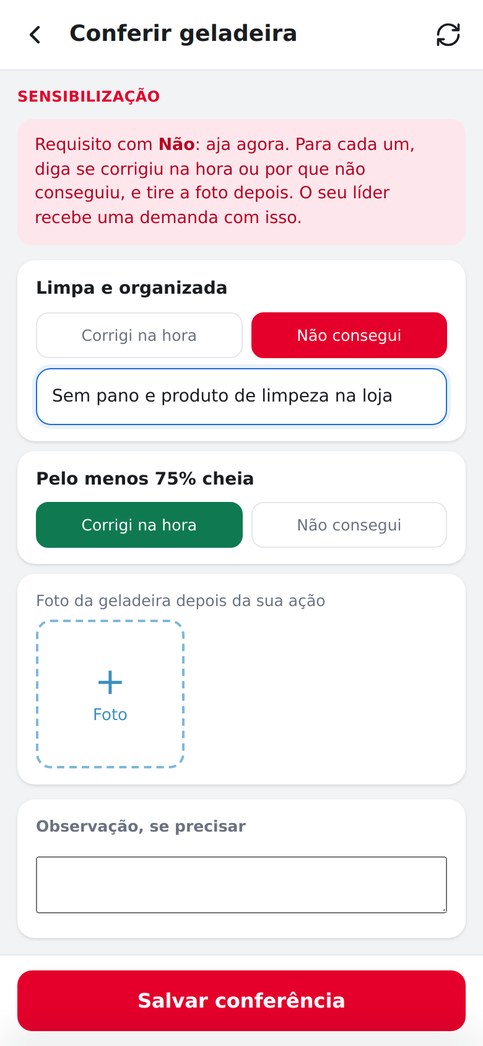 Conferir geladeira
SENSIBILIZAÇÃO
Requisito com Não: aja agora. Para cada um,
diga se corrigiu na hora ou por que não
conseguiu, e tire a foto depois. O seu líder
recebe uma demanda com isso.
Limpa e organizada
Corrigi na hora
Não consegui
Sem pano e produto de limpeza na loja
Pelo menos 75% cheia
Corrigi na hora
Não consegui
Foto da geladeira depois da sua ação
Foto
Observação, se precisar
Salvar conferência